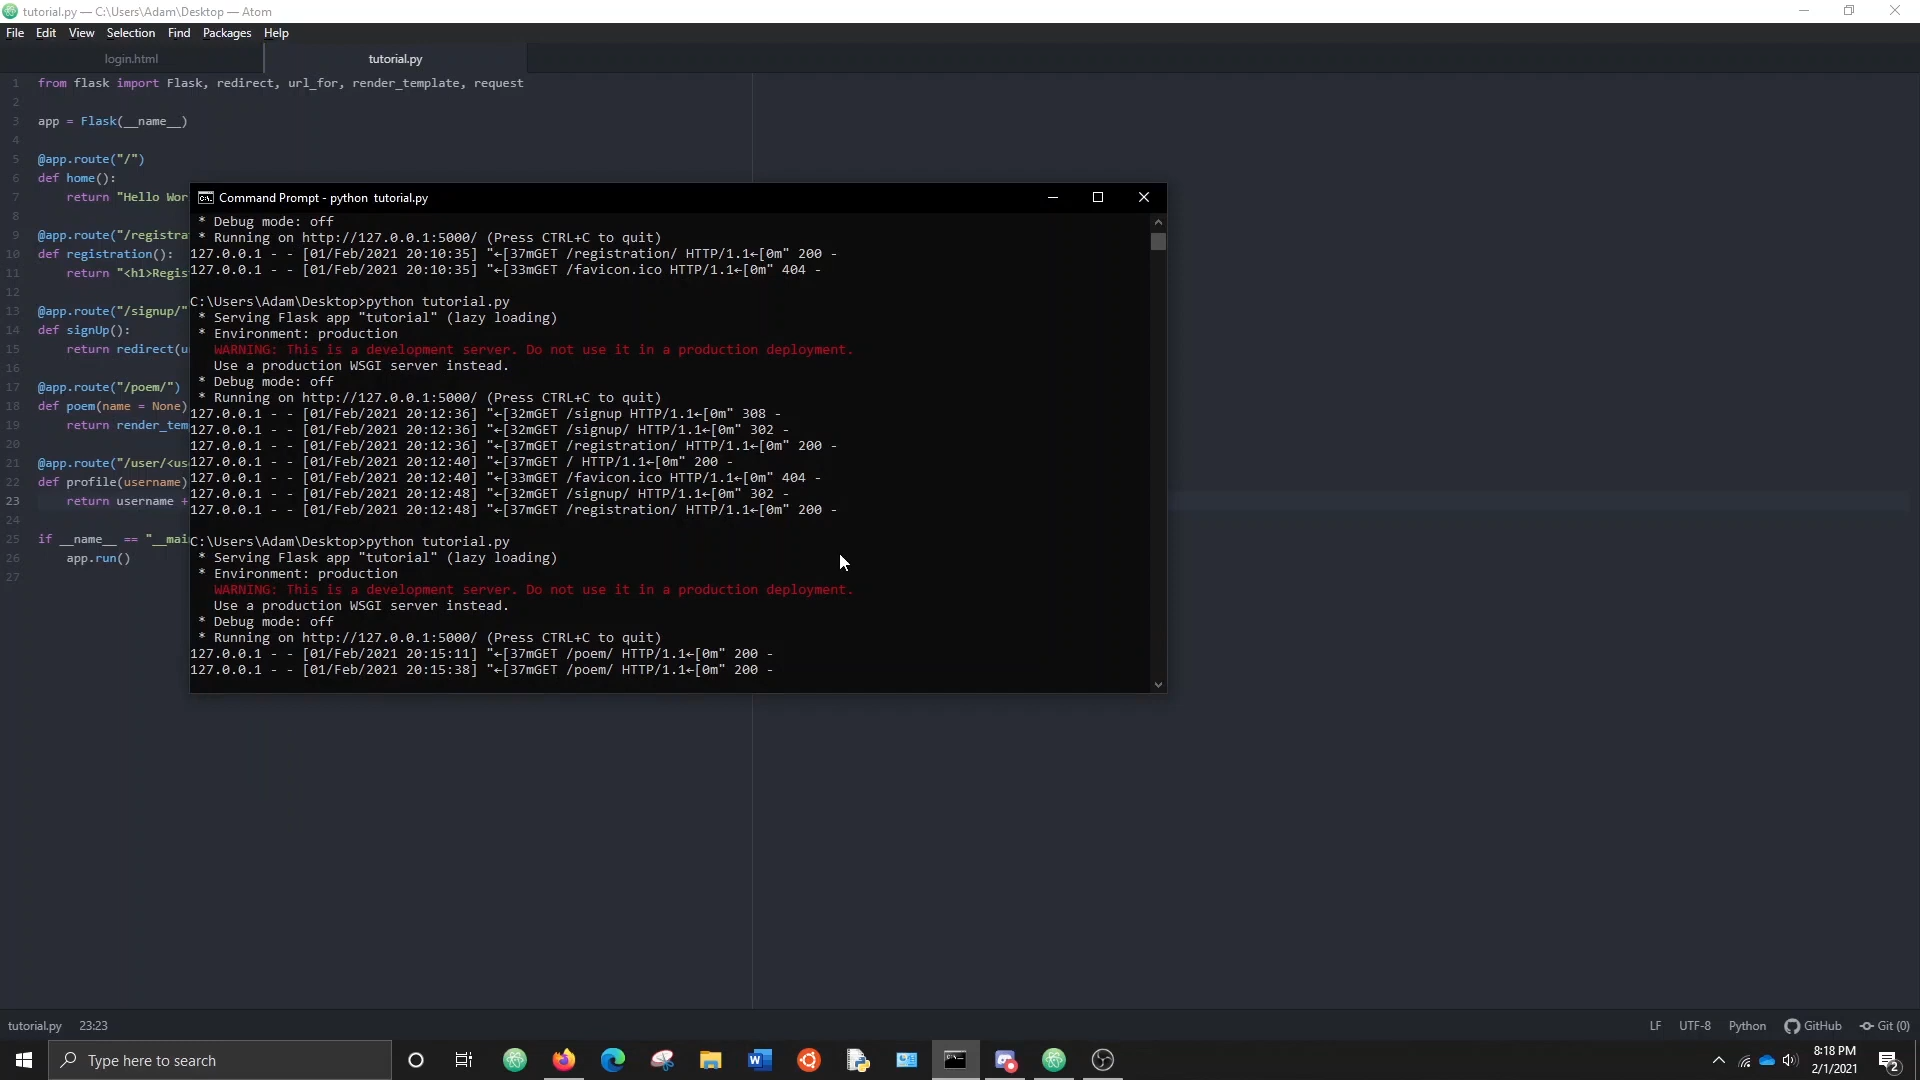 tutorial.py — C:\Users\Adam\Desktop — Atom
File Edit View Selection Find Packages Help
login.html tutorial.py
1 from flask import Flask, redirect, url_for, render_template, request
2
3 app = Flask(__name__)
4
5 @app.route("/")
6 def home():
7 return "Hello Wor
8
9 @app.route("/registra
10 def registration():
11 return "<h1>Regis
12
13 @app.route("/signup/"
14 def signUp():
15 return redirect(u
16
17 @app.route("/poem/")
18 def poem(name = None)
19 return render_tem
20
21 @app.route("/user/<us
22 def profile(username)
23 return username +
24
25 if __name__ == "__mai
26 app.run()
27
Command Prompt - python tutorial.py
* Debug mode: off
* Running on http://127.0.0.1:5000/ (Press CTRL+C to quit)
127.0.0.1 - - [01/Feb/2021 20:10:35] "←[37mGET /registration/ HTTP/1.1←[0m" 200 -
127.0.0.1 - - [01/Feb/2021 20:10:35] "←[33mGET /favicon.ico HTTP/1.1←[0m" 404 -
C:\Users\Adam\Desktop>python tutorial.py
* Serving Flask app "tutorial" (lazy loading)
* Environment: production
WARNING: This is a development server. Do not use it in a production deployment.
Use a production WSGI server instead.
* Debug mode: off
* Running on http://127.0.0.1:5000/ (Press CTRL+C to quit)
127.0.0.1 - - [01/Feb/2021 20:12:36] "←[32mGET /signup HTTP/1.1←[0m" 308 -
127.0.0.1 - - [01/Feb/2021 20:12:36] "←[32mGET /signup/ HTTP/1.1←[0m" 302 -
127.0.0.1 - - [01/Feb/2021 20:12:36] "←[37mGET /registration/ HTTP/1.1←[0m" 200 -
127.0.0.1 - - [01/Feb/2021 20:12:40] "←[37mGET / HTTP/1.1←[0m" 200 -
127.0.0.1 - - [01/Feb/2021 20:12:40] "←[33mGET /favicon.ico HTTP/1.1←[0m" 404 -
127.0.0.1 - - [01/Feb/2021 20:12:48] "←[32mGET /signup/ HTTP/1.1←[0m" 302 -
127.0.0.1 - - [01/Feb/2021 20:12:48] "←[37mGET /registration/ HTTP/1.1←[0m" 200 -
C:\Users\Adam\Desktop>python tutorial.py
* Serving Flask app "tutorial" (lazy loading)
* Environment: production
WARNING: This is a development server. Do not use it in a production deployment.
Use a production WSGI server instead.
* Debug mode: off
* Running on http://127.0.0.1:5000/ (Press CTRL+C to quit)
127.0.0.1 - - [01/Feb/2021 20:15:11] "←[37mGET /poem/ HTTP/1.1←[0m" 200 -
127.0.0.1 - - [01/Feb/2021 20:15:38] "←[37mGET /poem/ HTTP/1.1←[0m" 200 -
tutorial.py 23:23 LF UTF-8 Python GitHub Git (0)
Type here to search
8:18 PM
2/1/2021
2